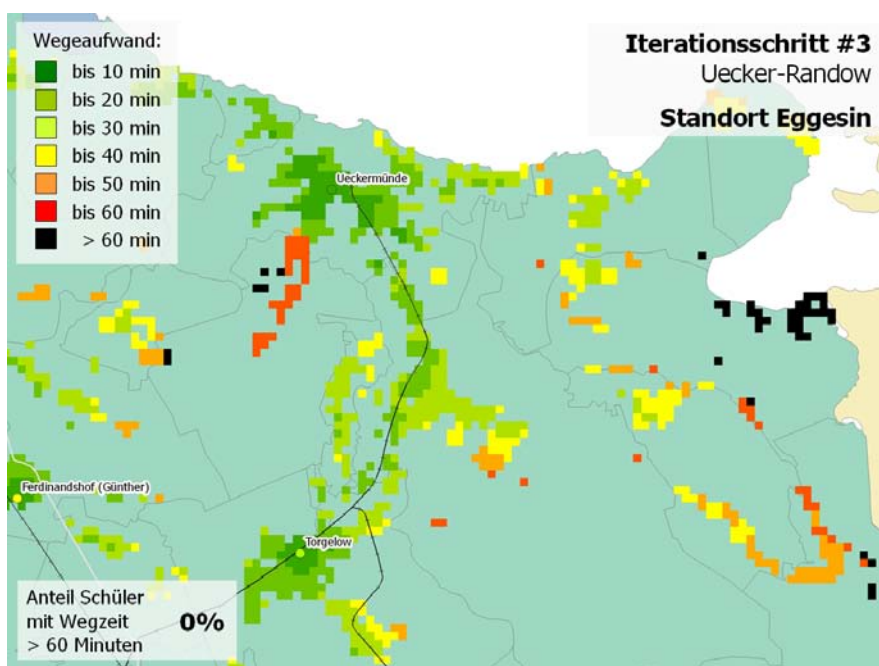 Wegeaufwand:
bis 10 min
bis 20 min
bis 30 min
bis 40 min
bis 50 min
bis 60 min
> 60 min
Iterationsschritt #3
Uecker-Randow
Standort Eggesin
Ueckermünde
Ferdinandshof (Günther)
Torgelow
Anteil Schüler
mit Wegzeit 0%
> 60 Minuten